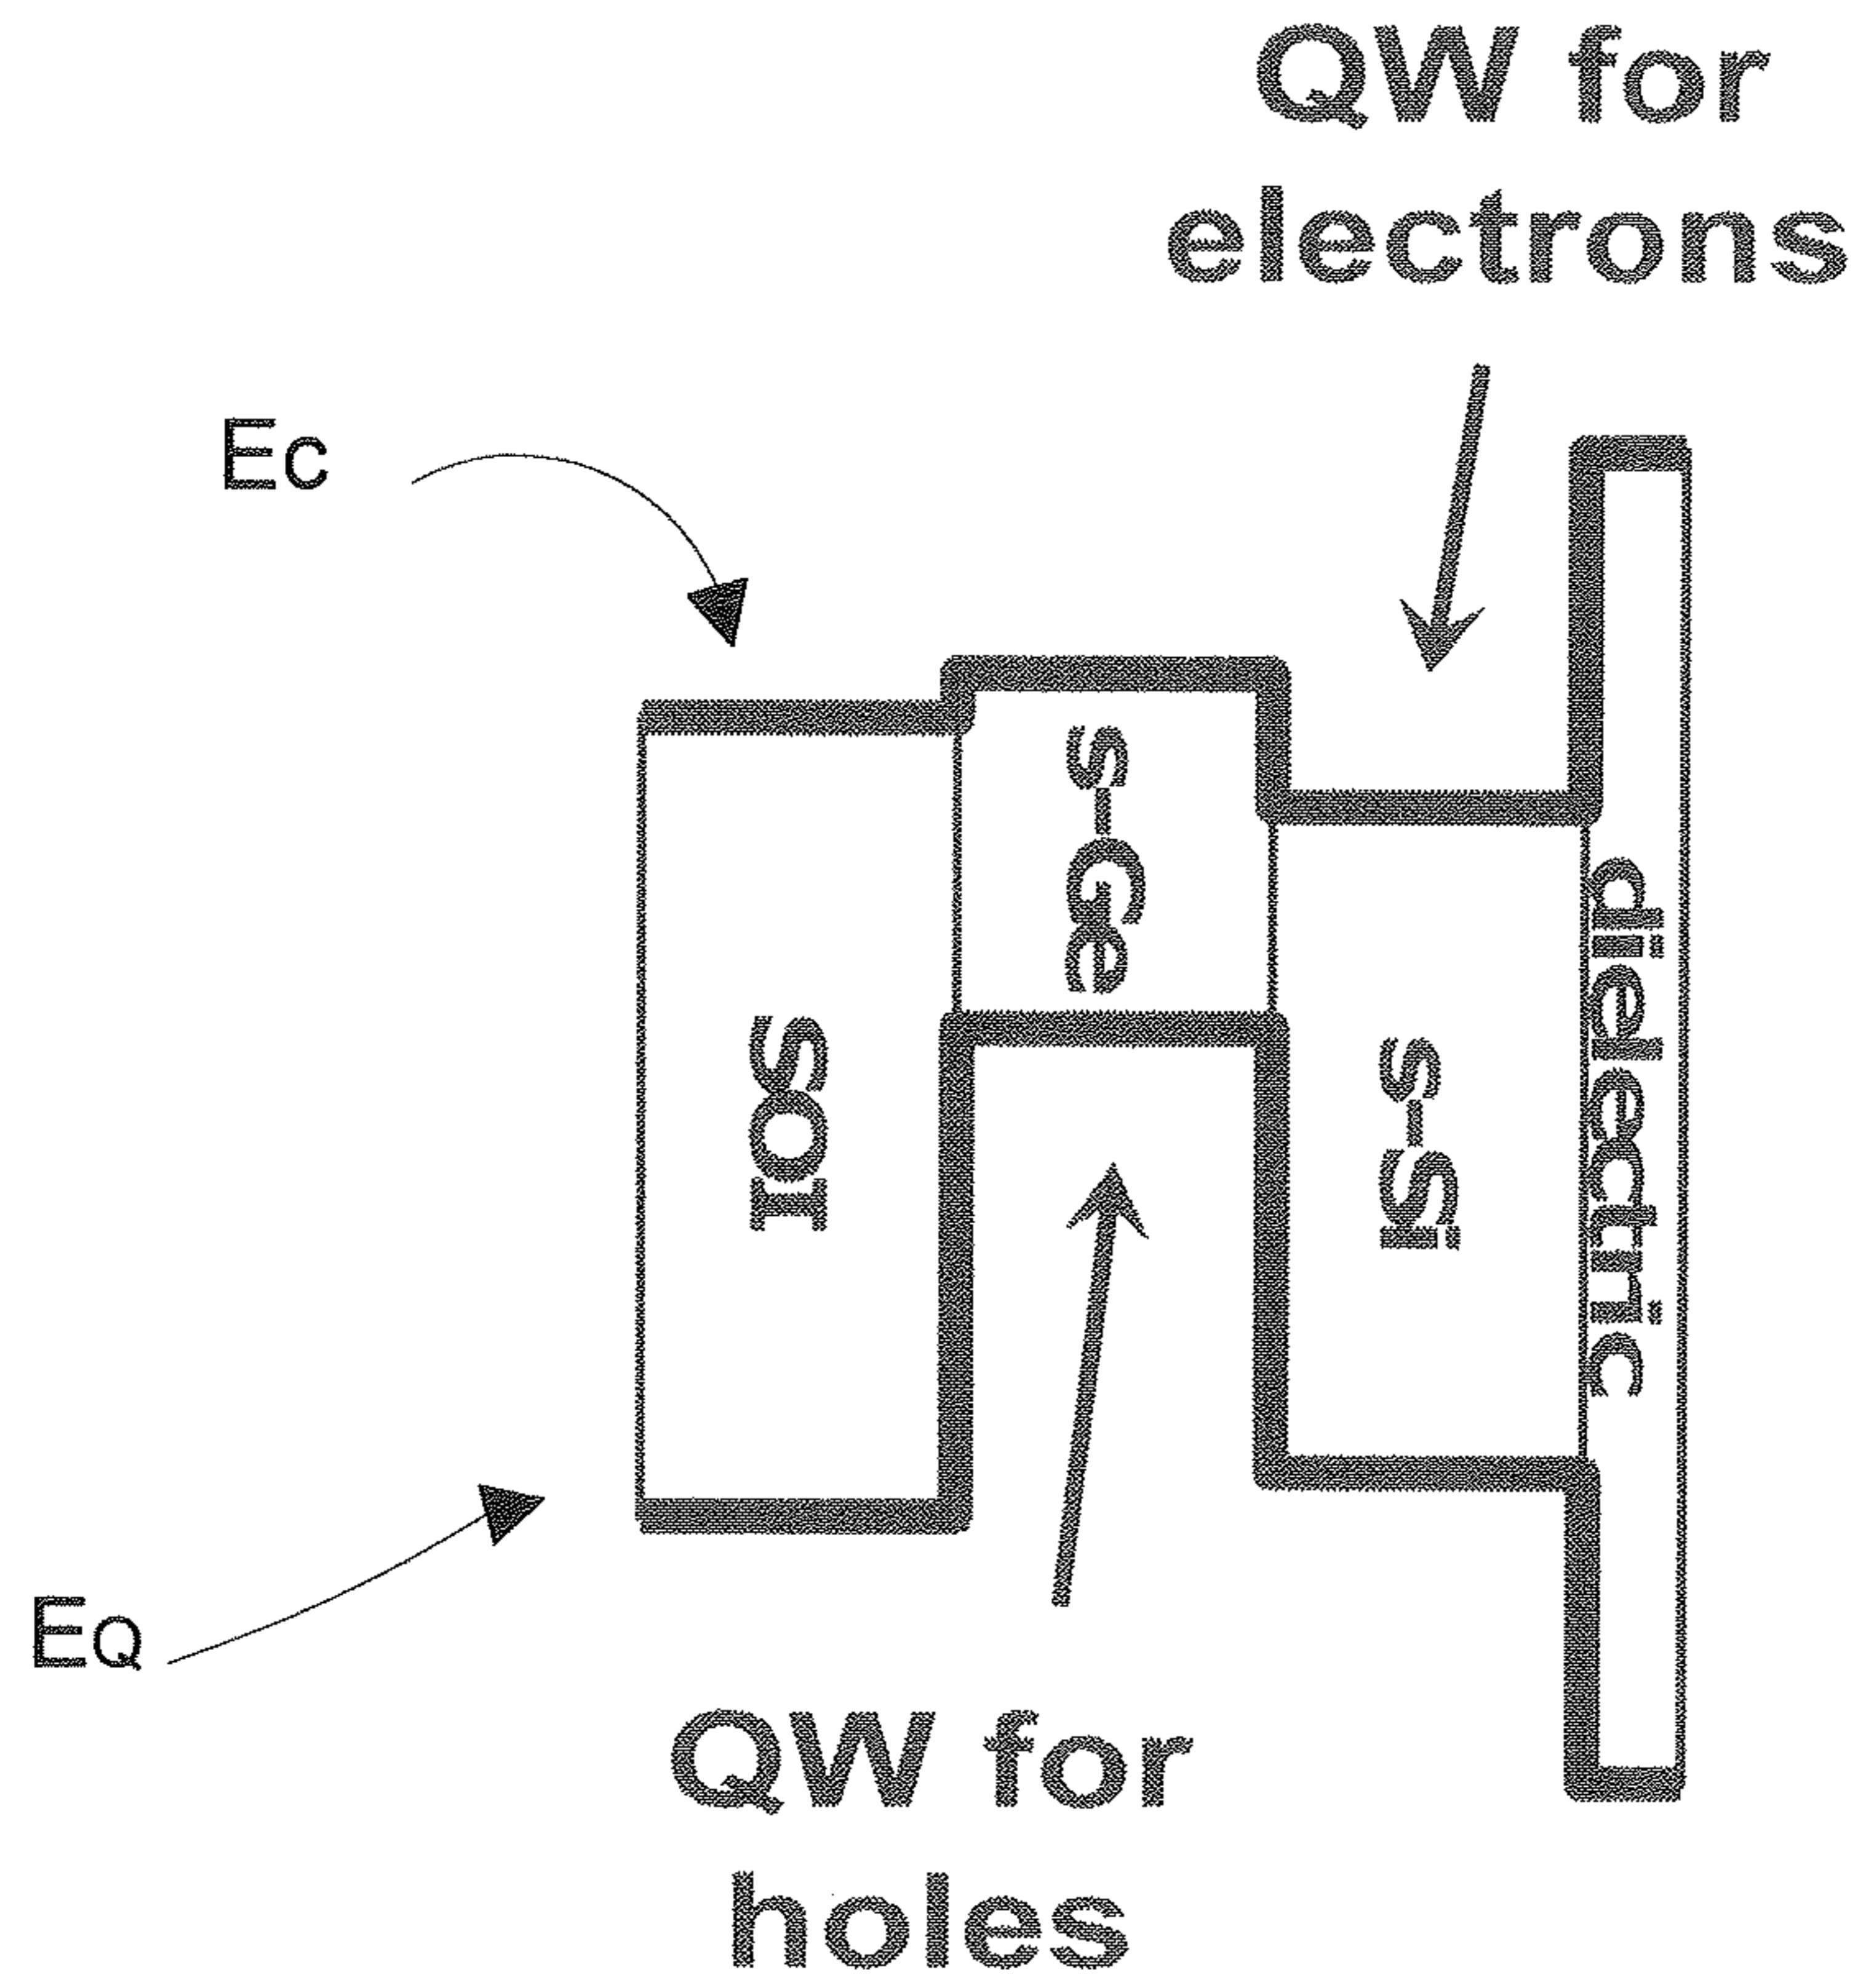 QW for
electrons
Ec
s-Ge
dielectric
SOI
s-Si
EQ
QW for
holes